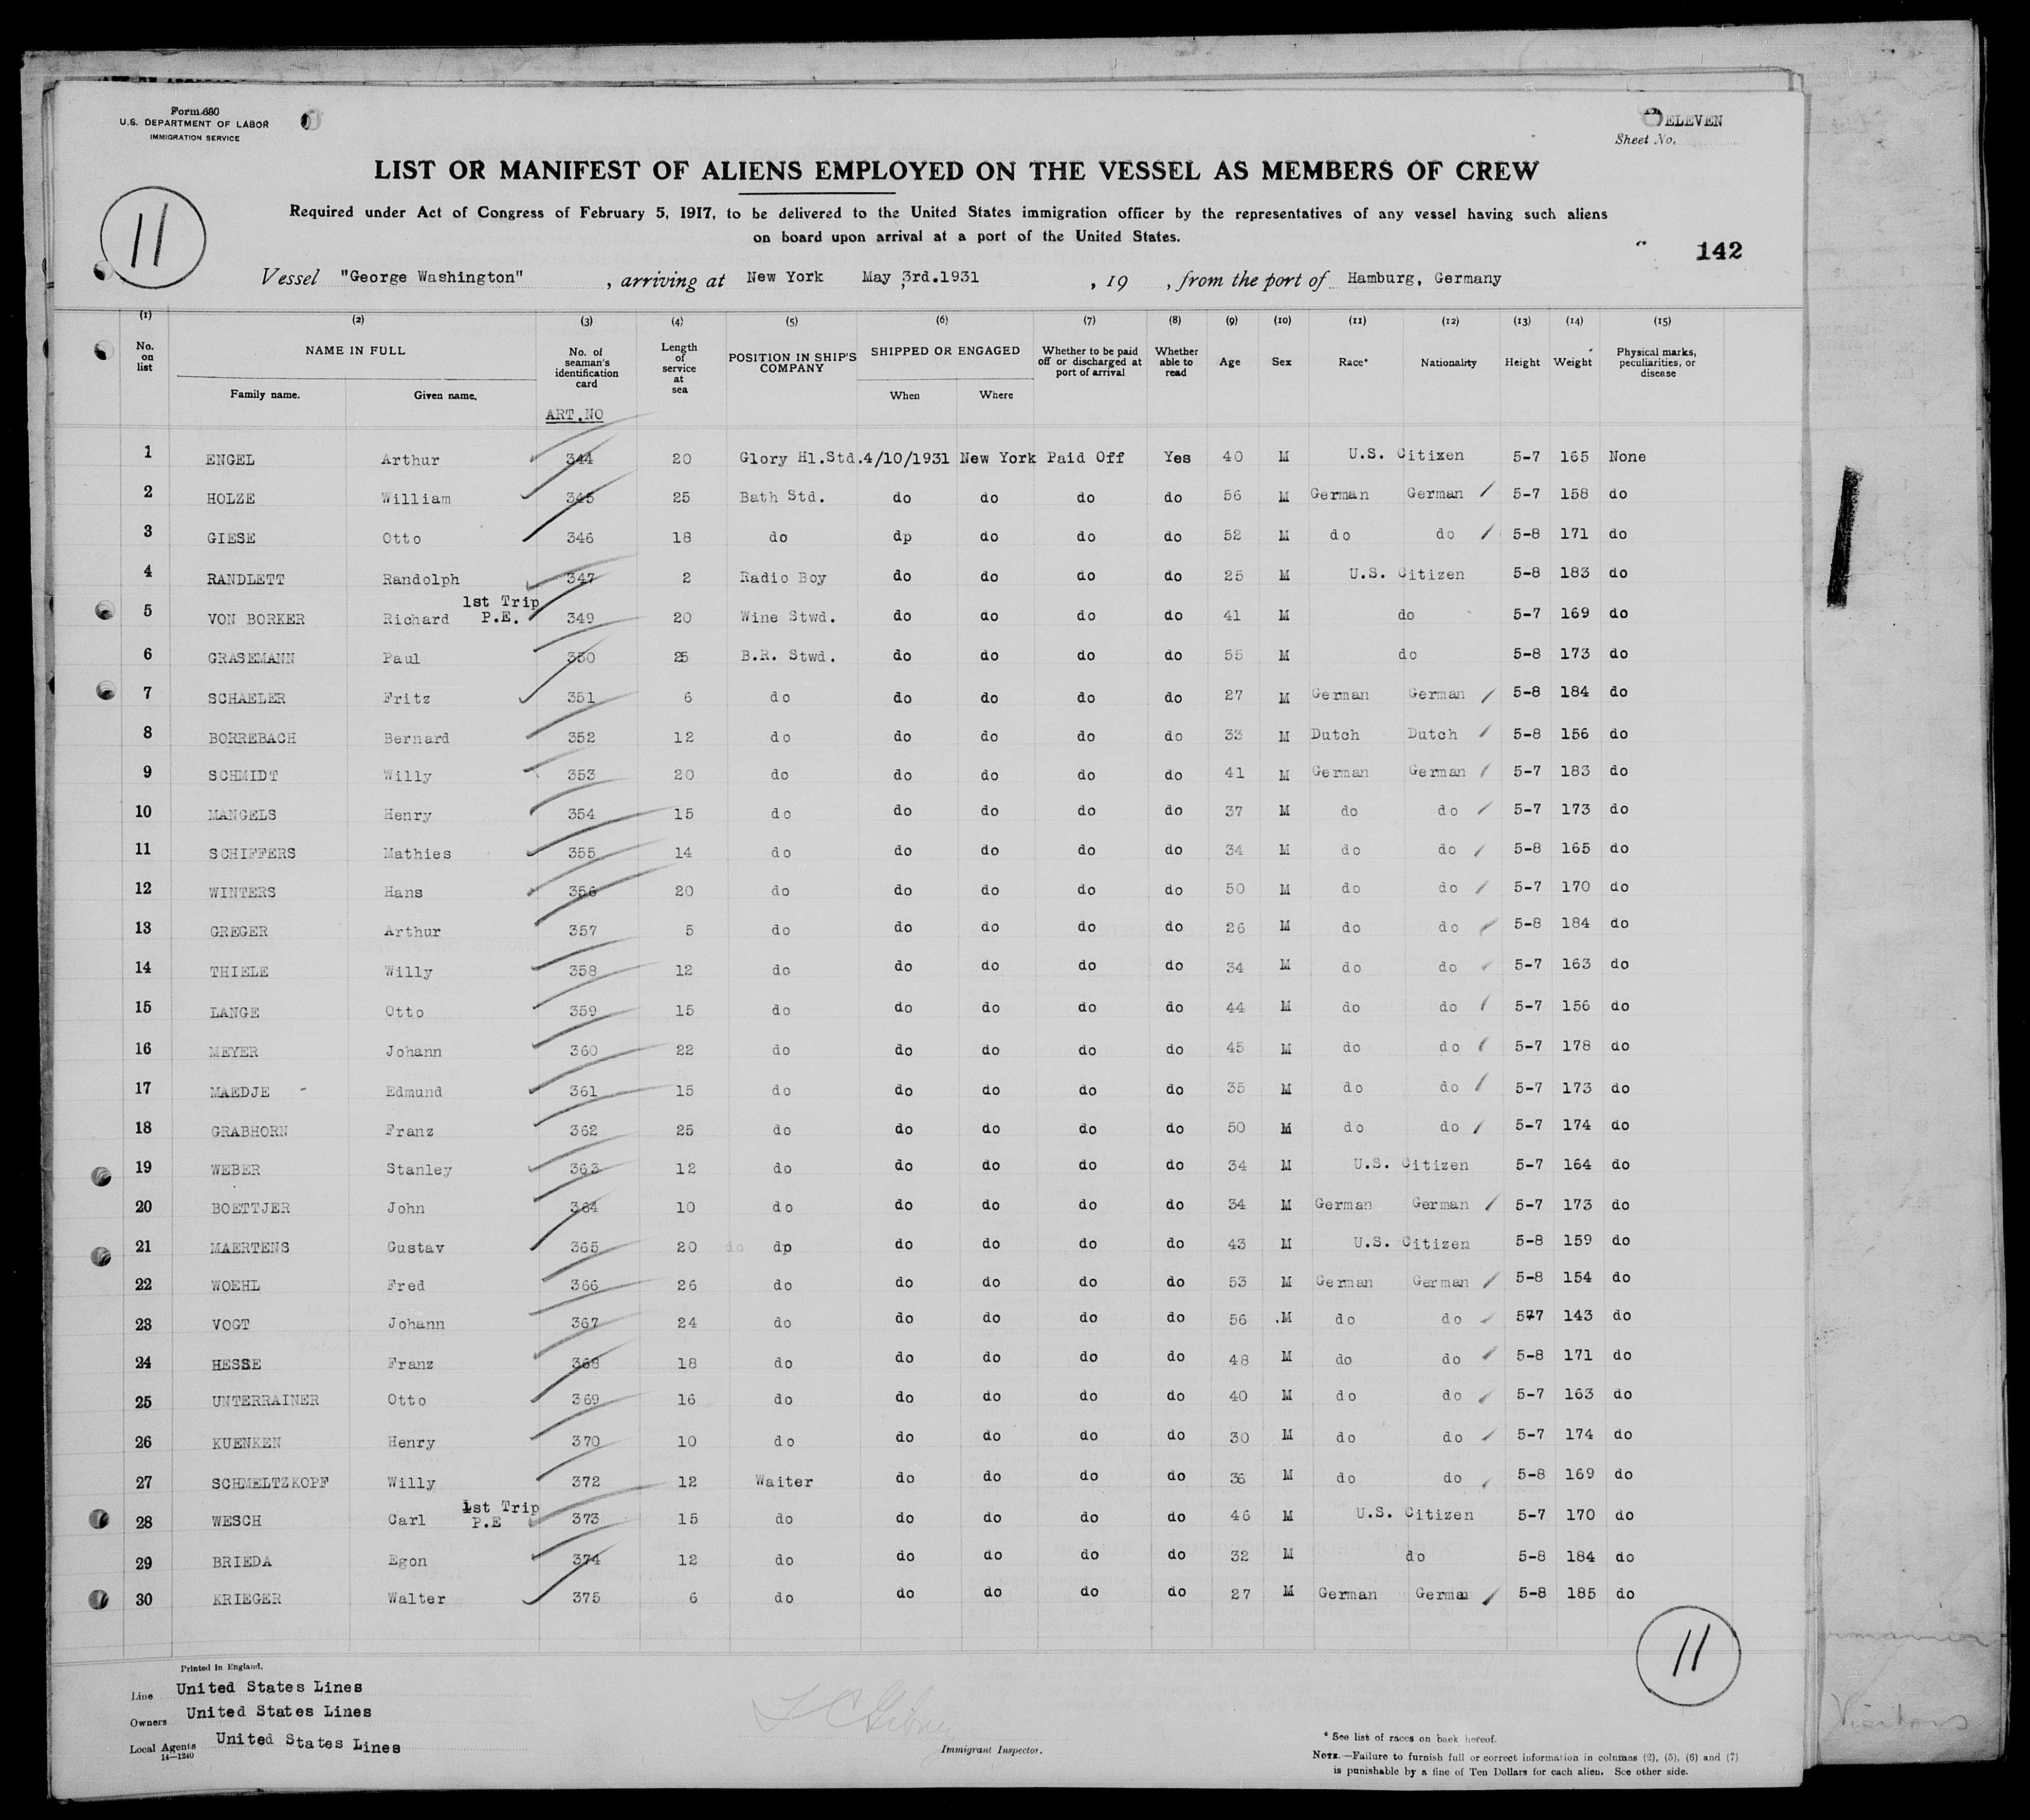 Form 680
U.S. DEPARTMENT OF LABOR
IMMIGRATION SERVICE
ELEVEN
Sheet No.
LIST OR MANIFEST OF ALIENS EMPLOYED ON THE VESSEL AS MEMBERS OF CREW
Required under Act of Congress of February 5, 1917, to be delivered to the United States immigration officer by the representatives of any vessel having such aliens
on board upon arrival at a port of the United States.
11
142
Vessel "George Washington" , arriving at New York May 3rd.1931 , 19 , from the port of Hamburg, Germany
(1) (2) (3) (4) (5) (6) (7) (8) (9) (10) (11) (12) (13) (14) (15)
No. on list NAME IN FULL Family name. Given name. No. of seaman's identification card Length of service at sea POSITION IN SHIP'S COMPANY SHIPPED OR ENGAGED When Where Whether to be paid off or discharged at port of arrival Whether able to read Age Sex Race* Nationality Height Weight Physical marks, peculiarities, or disease
ART.NO
1 ENGEL Arthur 344 20 Glory Hl.Std. 4/10/1931 New York Paid Off Yes 40 M U.S. Citizen 5-7 165 None
2 HOLZE William 345 25 Bath Std. do do do do 56 M German German 5-7 158 do
3 GIESE Otto 346 18 do dp do do do 52 M do do 5-8 171 do
4 RANDLETT Randolph 347 2 Radio Boy do do do do 25 M U.S. Citizen 5-8 183 do
5 VON BORKER Richard 1st Trip P.E. 349 20 Wine Stwd. do do do do 41 M do 5-7 169 do
6 GRASEMANN Paul 350 25 B.R. Stwd. do do do do 55 M do 5-8 173 do
7 SCHAELER Fritz 351 6 do do do do do 27 M German German 5-8 184 do
8 BORREBACH Bernard 352 12 do do do do do 33 M Dutch Dutch 5-8 156 do
9 SCHMIDT Willy 353 20 do do do do do 41 M German German 5-7 183 do
10 MANGELS Henry 354 15 do do do do do 37 M do do 5-7 173 do
11 SCHIFFERS Mathies 355 14 do do do do do 34 M do do 5-8 165 do
12 WINTERS Hans 356 20 do do do do do 50 M do do 5-7 170 do
13 GREGER Arthur 357 5 do do do do do 26 M do do 5-8 184 do
14 THIELE Willy 358 12 do do do do do 34 M do do 5-7 163 do
15 LANGE Otto 359 15 do do do do do 44 M do do 5-7 156 do
16 MEYER Johann 360 22 do do do do do 45 M do do 5-7 178 do
17 MAEDJE Edmund 361 15 do do do do do 35 M do do 5-7 173 do
18 GRABHORN Franz 362 25 do do do do do 50 M do do 5-7 174 do
19 WEBER Stanley 363 12 do do do do do 34 M U.S. Citizen 5-7 164 do
20 BOETTJER John 364 10 do do do do do 34 M German German 5-7 173 do
21 MAERTENS Gustav 365 20 do dp do do do do 43 M U.S. Citizen 5-8 159 do
22 WOEHL Fred 366 26 do do do do do 53 M German German 5-8 154 do
23 VOGT Johann 367 24 do do do do do 56 M do do 5-7 143 do
24 HESSE Franz 368 18 do do do do do 48 M do do 5-8 171 do
25 UNTERRAINER Otto 369 16 do do do do do 40 M do do 5-7 163 do
26 KUENKEN Henry 370 10 do do do do do 30 M do do 5-7 174 do
27 SCHMELTZKOPF Willy 372 12 Waiter do do do do 36 M do do 5-8 169 do
28 WESCH Carl 1st Trip P.E 373 15 do do do do do 46 M U.S. Citizen 5-7 170 do
29 BRIEDA Egon 374 12 do do do do do 32 M do 5-8 184 do
30 KRIEGER Walter 375 6 do do do do do 27 M German German 5-8 185 do
11
Printed in England.
Line United States Lines
Owners United States Lines
Local Agents United States Lines
14—1240
Immigrant Inspector.
* See list of races on back hereof.
NOTE.—Failure to furnish full or correct information in columns (2), (5), (6) and (7)
is punishable by a fine of Ten Dollars for each alien. See other side.
Visitors